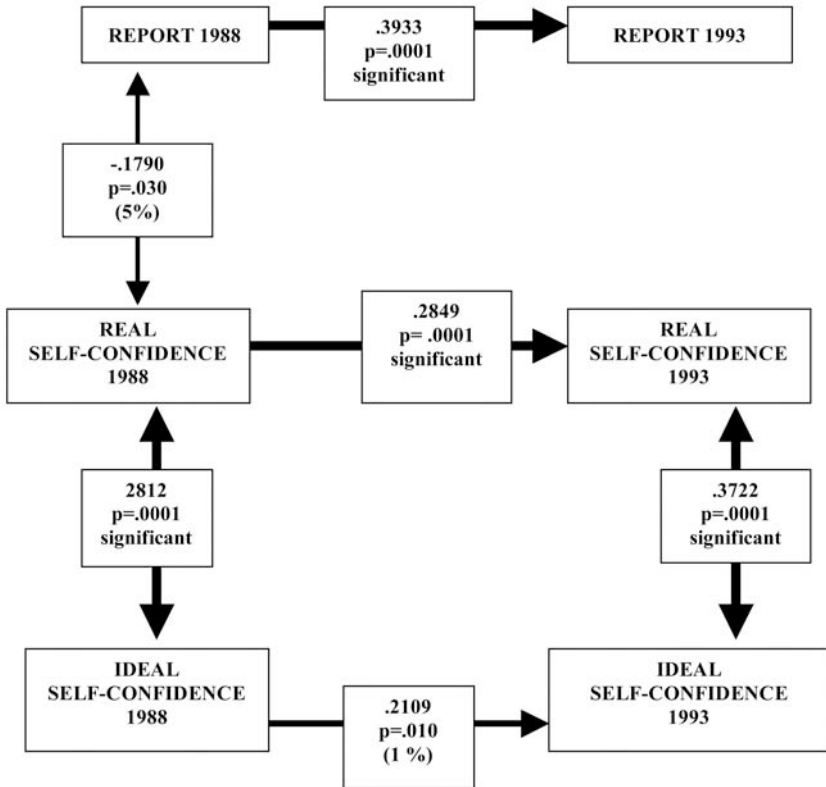 REPORT 1988
.3933
p=.0001
significant
REPORT 1993
-.1790
p=.030
(5%)
REAL
SELF-CONFIDENCE
1988
.2849
p= .0001
significant
REAL
SELF-CONFIDENCE
1993
2812
p=.0001
significant
.3722
p=.0001
significant
IDEAL
SELF-CONFIDENCE
1988
.2109
p=.010
(1 %)
IDEAL
SELF-CONFIDENCE
1993